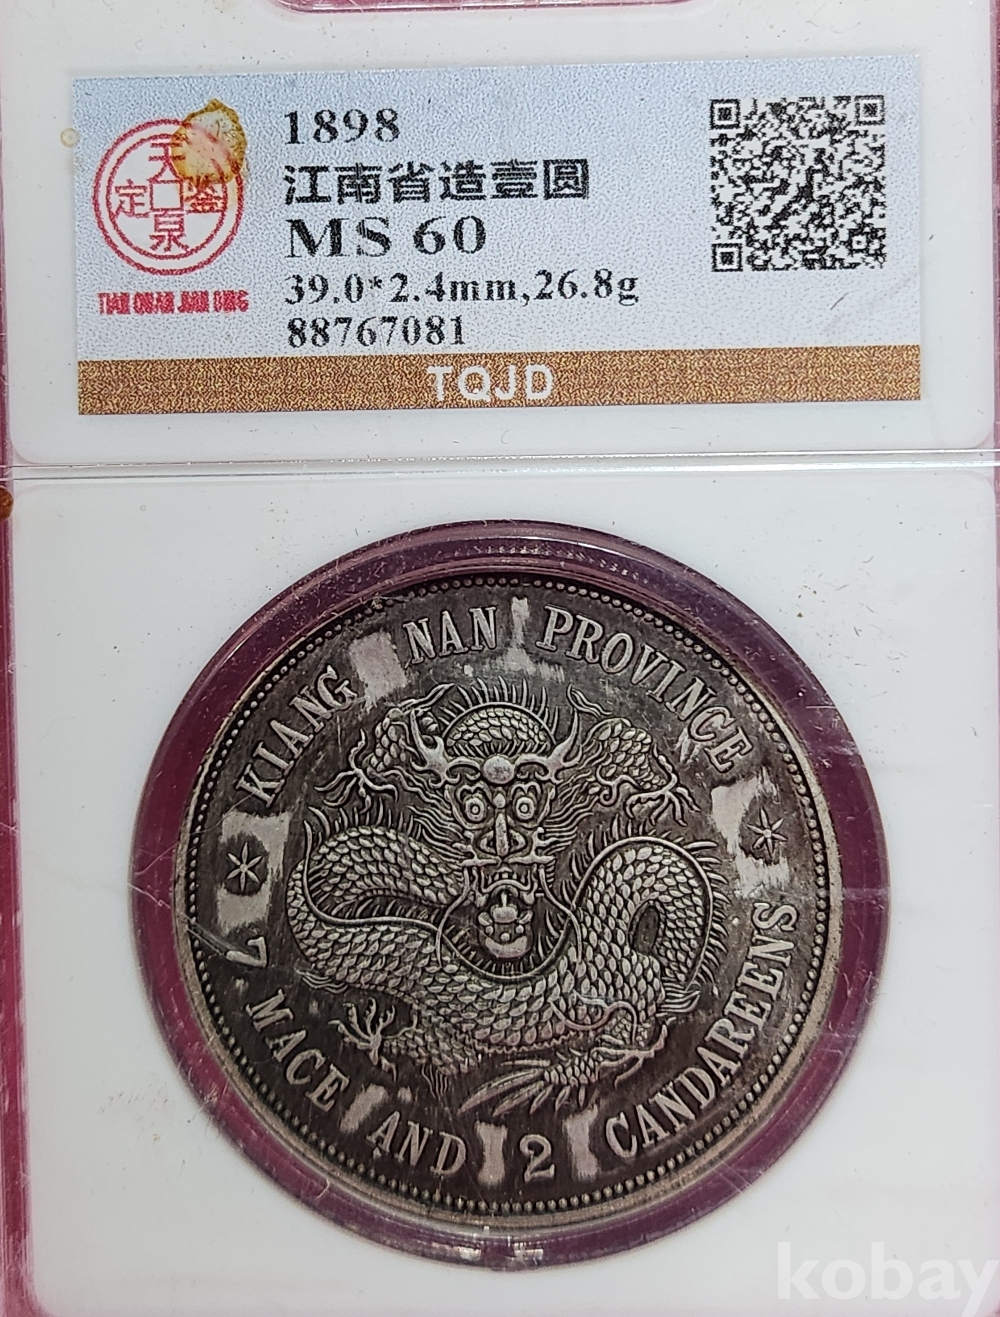 天泉鉴定
TIAN QUAN JIAN DING
1898
江南省造壹圆
MS 60
39.0*2.4mm,26.8g
88767081
TQJD
KIANG NAN PROVINCE
7 MACE AND 2 CANDAREENS
kobay